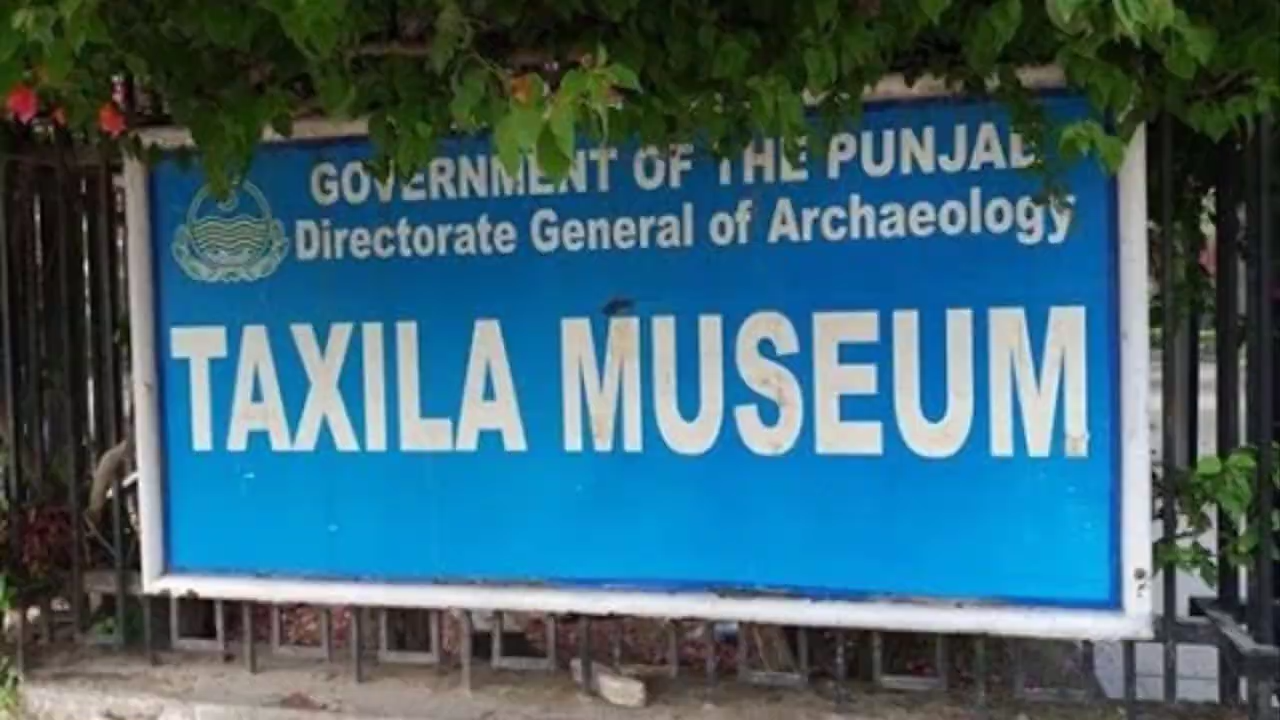 GOVERNMENT OF THE PUNJAB
Directorate General of Archaeology
TAXILA MUSEUM